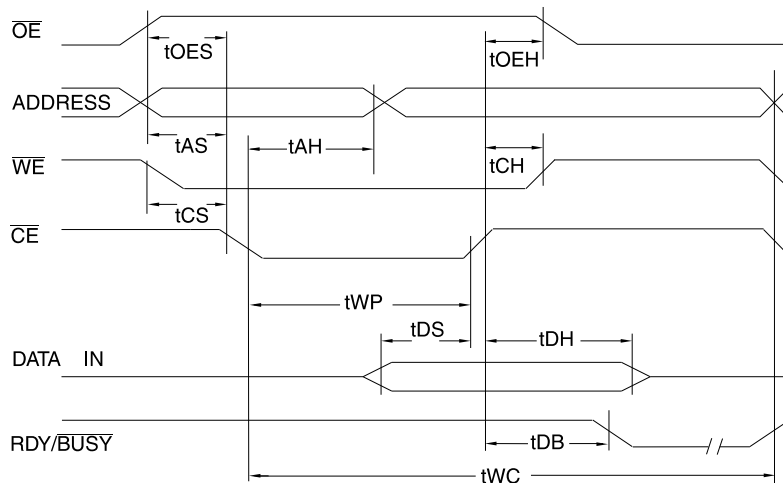 OE
tOES
tOEH
ADDRESS
tAS
tAH
tCH
WE
tCS
CE
tWP
tDS
tDH
DATA IN
RDY/BUSY
tDB
tWC